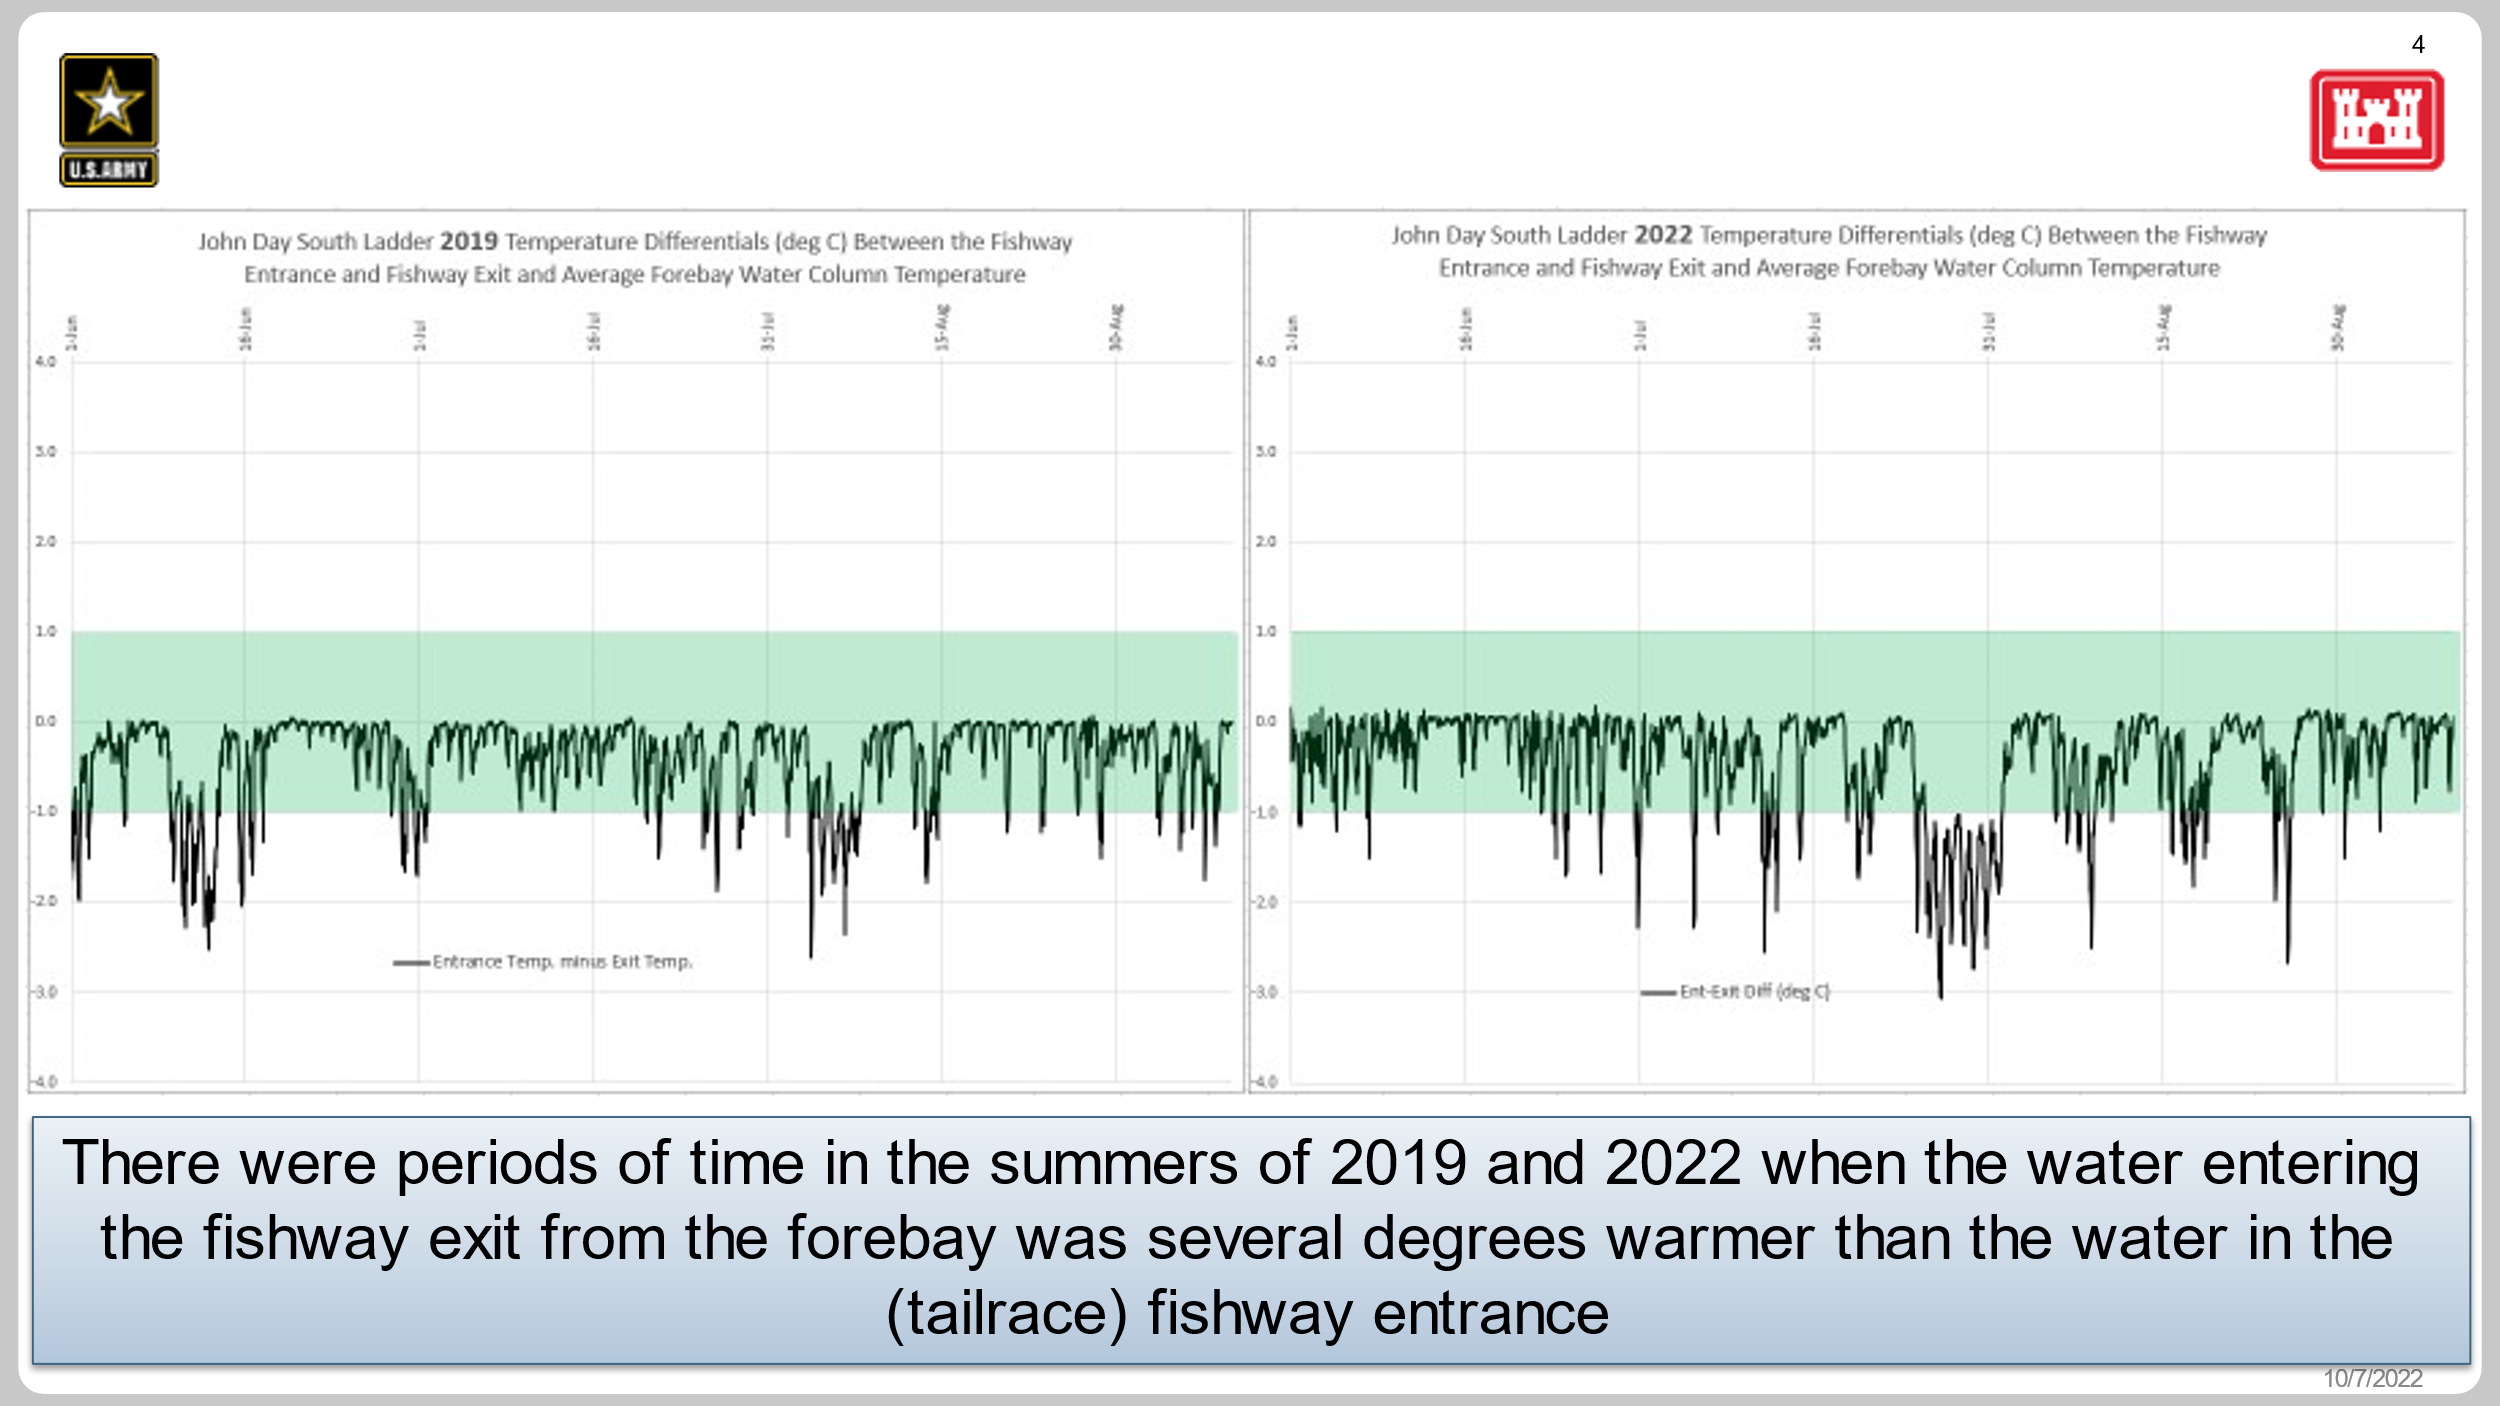 4
U.S.ARMY
John Day South Ladder 2019 Temperature Differentials (deg C) Between the Fishway
Entrance and Fishway Exit and Average Forebay Water Column Temperature
1-Jun
16-Jun
1-Jul
16-Jul
31-Jul
15-Aug
30-Aug
4.0
3.0
2.0
1.0
0.0
-1.0
-2.0
-3.0
-4.0
Entrance Temp. minus Exit Temp.
John Day South Ladder 2022 Temperature Differentials (deg C) Between the Fishway
Entrance and Fishway Exit and Average Forebay Water Column Temperature
1-Jun
16-Jun
1-Jul
16-Jul
31-Jul
15-Aug
30-Aug
4.0
3.0
2.0
1.0
0.0
-1.0
-2.0
-3.0
-4.0
Ent-Exit Diff (deg C)
There were periods of time in the summers of 2019 and 2022 when the water entering
the fishway exit from the forebay was several degrees warmer than the water in the
(tailrace) fishway entrance
10/7/2022